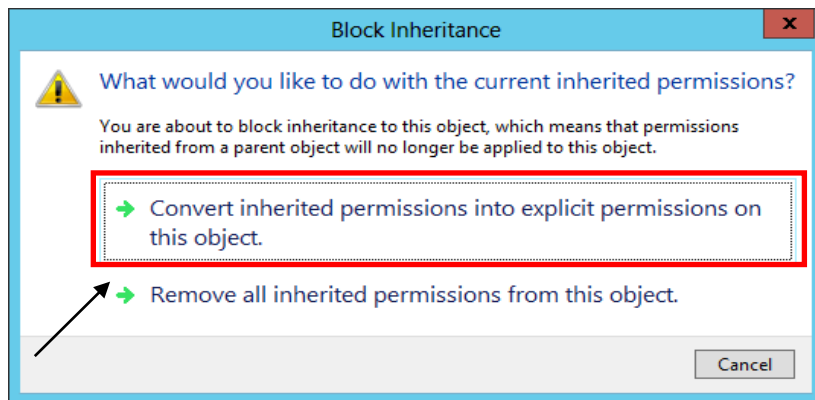 Block Inheritance
x
What would you like to do with the current inherited permissions?
You are about to block inheritance to this object, which means that permissions
inherited from a parent object will no longer be applied to this object.
Convert inherited permissions into explicit permissions on
this object.
Remove all inherited permissions from this object.
Cancel